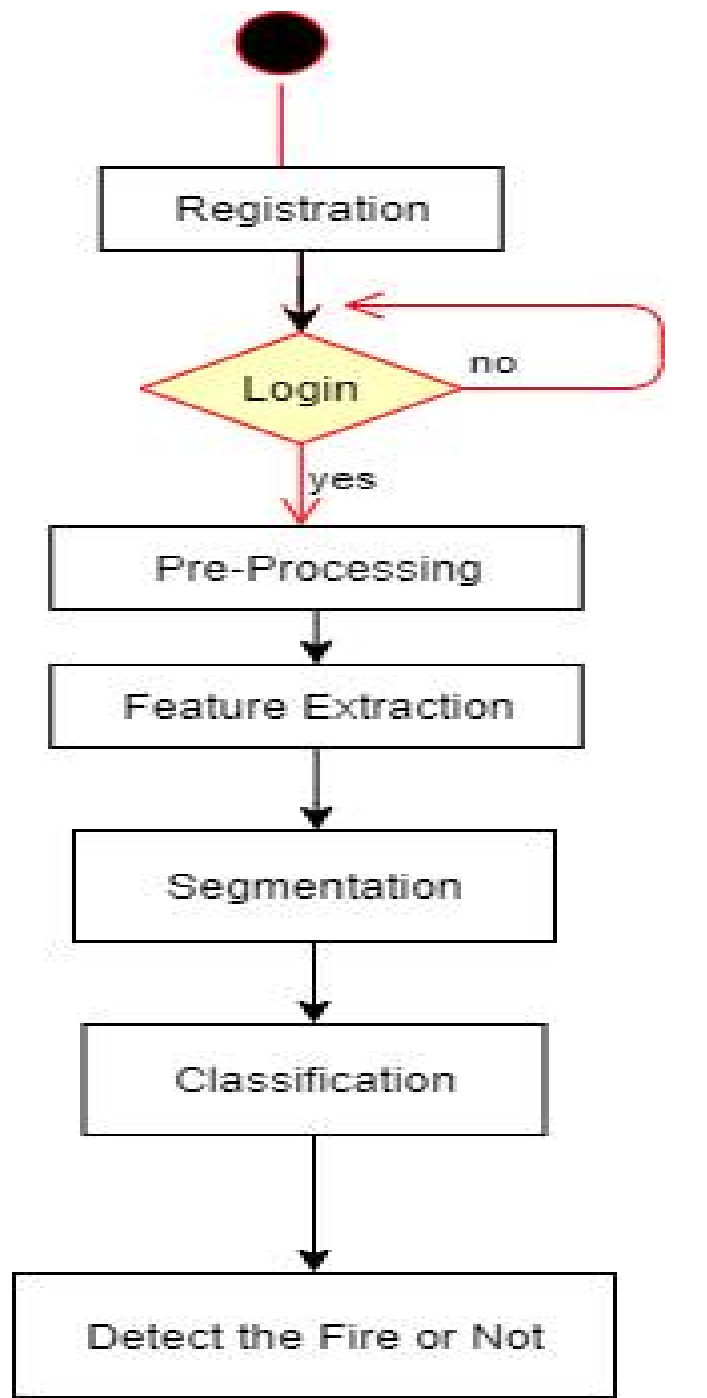 Registration
no
Login
yes
Pre-Processing
Feature Extraction
Segmentation
Classification
Detect the Fire or Not